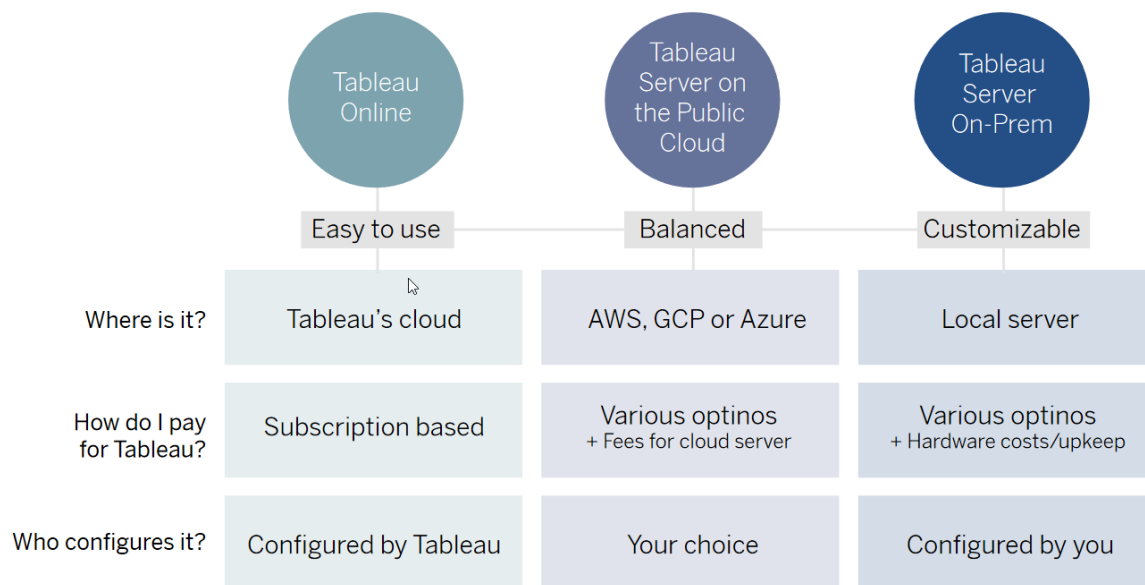 Tableau
Online
Tableau
Server on
the Public
Cloud
Tableau
Server
On-Prem
Easy to use
Balanced
Customizable
Where is it?
Tableau's cloud
AWS, GCP or Azure
Local server
How do I pay
for Tableau?
Subscription based
Various optinos
+ Fees for cloud server
Various optinos
+ Hardware costs/upkeep
Who configures it?
Configured by Tableau
Your choice
Configured by you